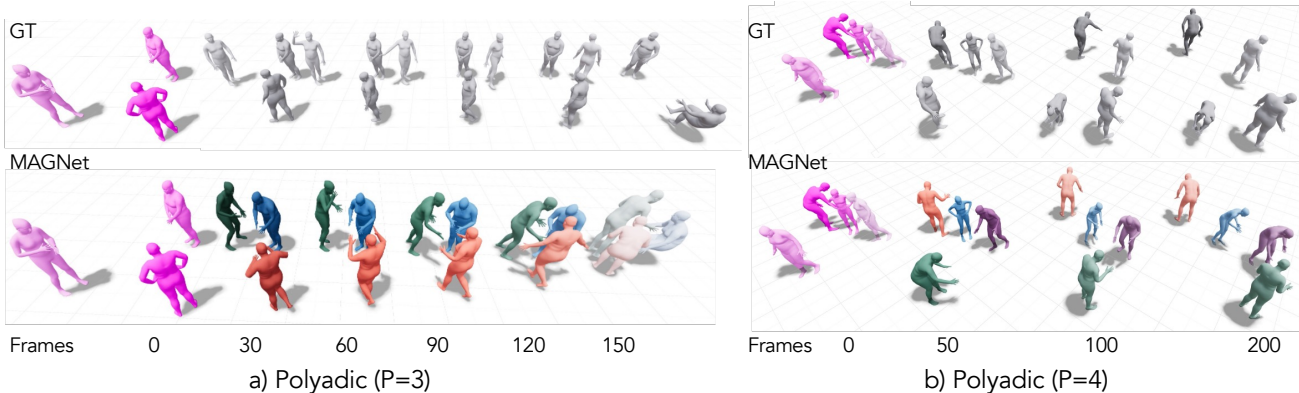 GT
MAGNet
Frames 0 30 60 90 120 150
a) Polyadic (P=3)
GT
MAGNet
Frames 0 50 100 200
b) Polyadic (P=4)